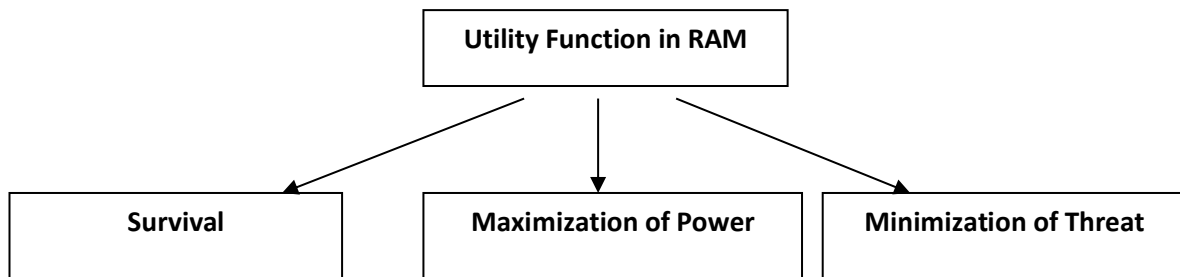 Utility Function in RAM
Survival
Maximization of Power
Minimization of Threat